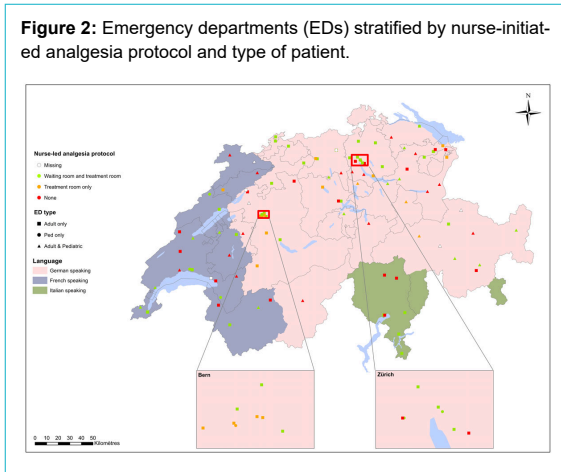 Figure 2: Emergency departments (EDs) stratified by nurse-initiat-
ed analgesia protocol and type of patient.
N
Nurse-led analgesia protocol
Missing
Waiting room and treatment room
Treatment room only
None
ED type
Adult only
Ped only
Adult & Pediatric
Language
German speaking
French speaking
Italian speaking
Bern
Zürich
0 10 20 30 40 50
Kilomètres